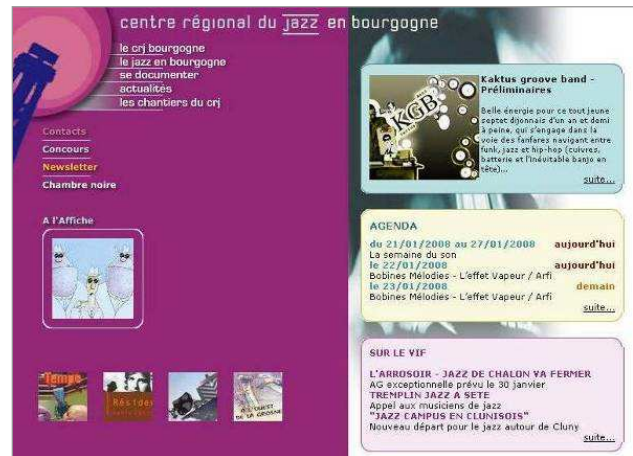 centre régional du jazz en bourgogne
le crj bourgogne
le jazz en bourgogne
se documenter
actualités
les chantiers du crj
Contacts
Concours
Newsletter
Chambre noire
A l'Affiche
Tempo
A L'OUEST
DE LA GROSNE
KGB
Kaktus groove band -
Préliminaires
Belle énergie pour ce tout jeune
septet dijonnais d'un an et demi
à peine, qui s'engage dans la
voie des fanfares navigant entre
funk, jazz et hip-hop (cuivres,
batterie et l'inévitable banjo en
tête)...
suite...
AGENDA
du 21/01/2008 au 27/01/2008 aujourd'hui
La semaine du son
le 22/01/2008 aujourd'hui
Bobines Mélodies - L'effet Vapeur / Arfi
le 23/01/2008 demain
Bobines Mélodies - L'effet Vapeur / Arfi
suite...
SUR LE VIF
L'ARROSOIR - JAZZ DE CHALON VA FERMER
AG exceptionnelle prévu le 30 janvier
TREMPLIN JAZZ A SETE
Appel aux musiciens de jazz
"JAZZ CAMPUS EN CLUNISOIS"
Nouveau départ pour le jazz autour de Cluny
suite...